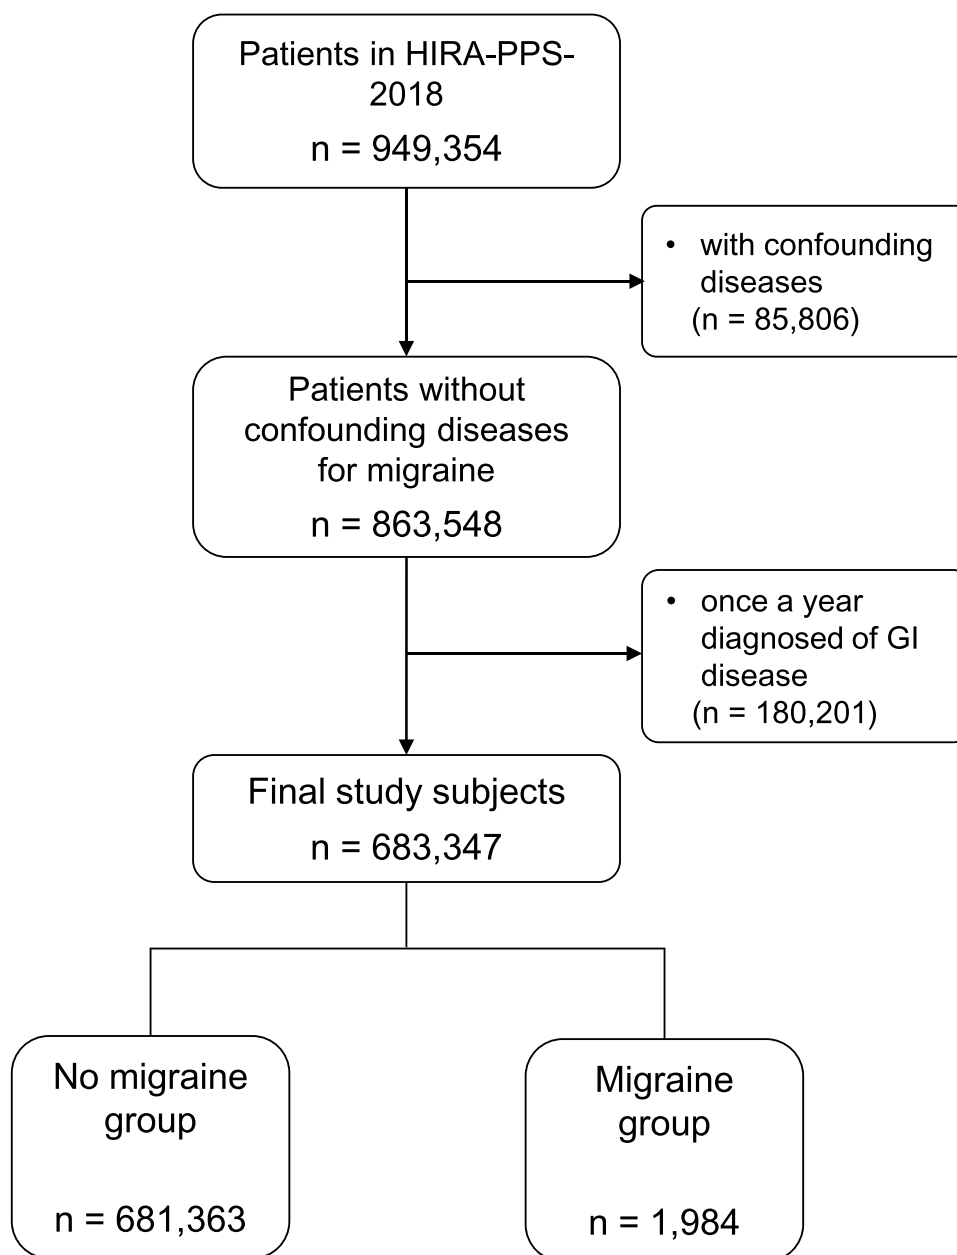 Patients in HIRA-PPS-
2018
n = 949,354
• with confounding
diseases
(n = 85,806)
Patients without
confounding diseases
for migraine
n = 863,548
• once a year
diagnosed of GI
disease
(n = 180,201)
Final study subjects
n = 683,347
No migraine
group
n = 681,363
Migraine
group
n = 1,984